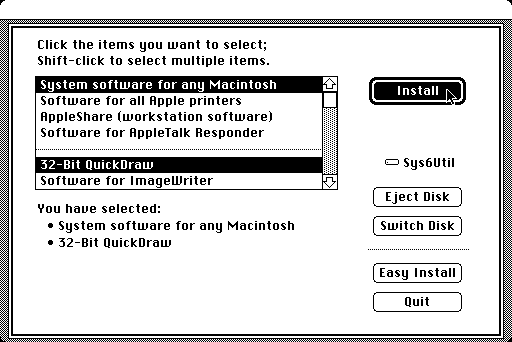 Click the items you want to select;
Shift-click to select multiple items.
System software for any Macintosh
Software for all Apple printers
AppleShare (workstation software)
Software for AppleTalk Responder
32-Bit QuickDraw
Software for ImageWriter
You have selected:
• System software for any Macintosh
• 32-Bit QuickDraw
Install
Sys6Util
Eject Disk
Switch Disk
Easy Install
Quit